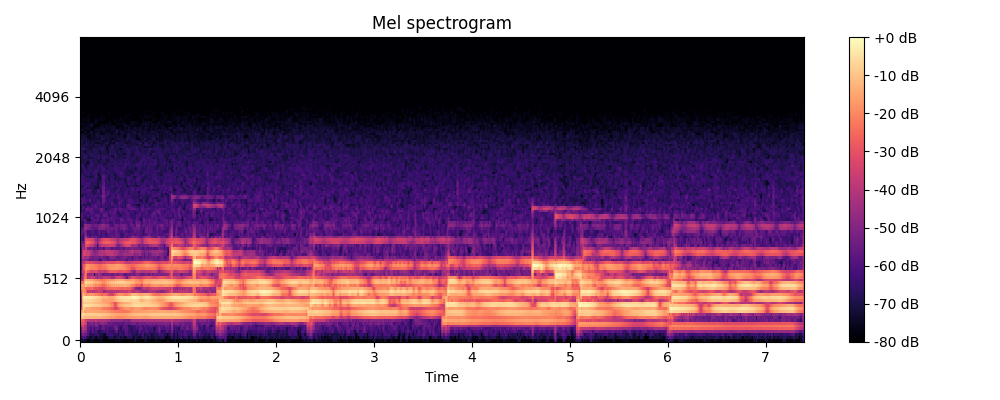 Mel spectrogram
Hz
4096
2048
1024
512
0
0 1 2 3 4 5 6 7
Time
+0 dB
-10 dB
-20 dB
-30 dB
-40 dB
-50 dB
-60 dB
-70 dB
-80 dB